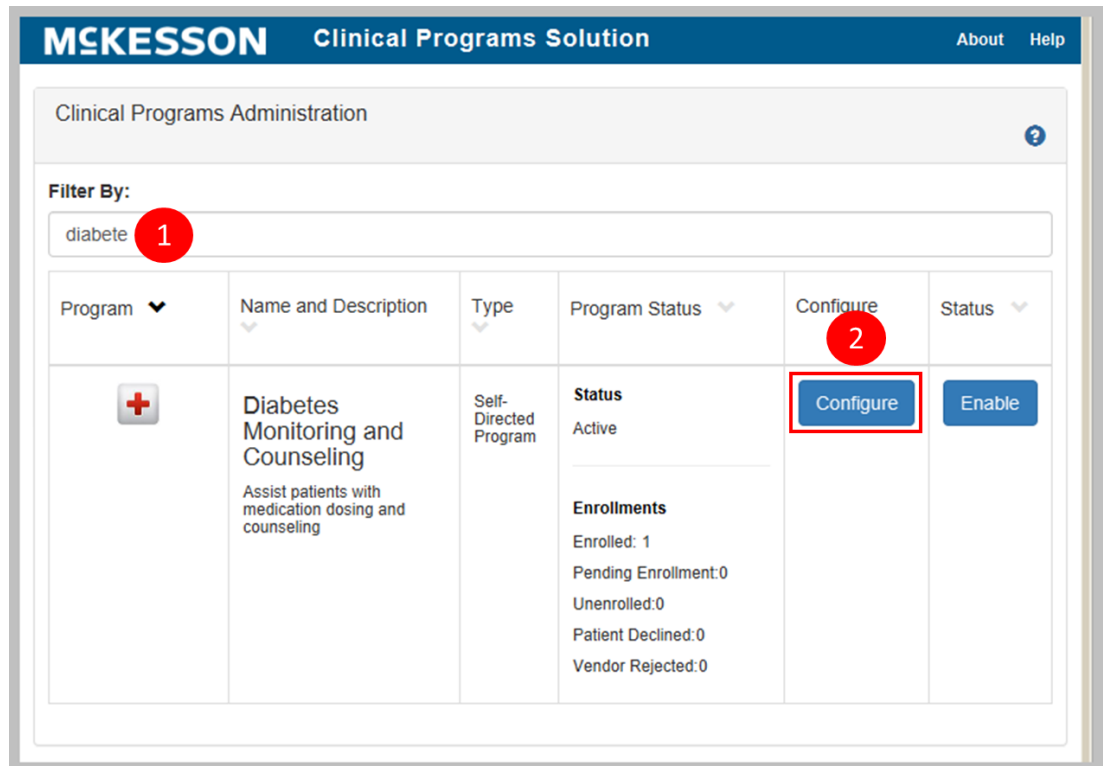 MCKESSON Clinical Programs Solution About Help
Clinical Programs Administration
?
Filter By:
diabete 1
Program Name and Description Type Program Status Configure Status
2
Diabetes
Monitoring and
Counseling
Assist patients with
medication dosing and
counseling
Self-
Directed
Program
Status
Active
Enrollments
Enrolled: 1
Pending Enrollment:0
Unenrolled:0
Patient Declined:0
Vendor Rejected:0
Configure
Enable